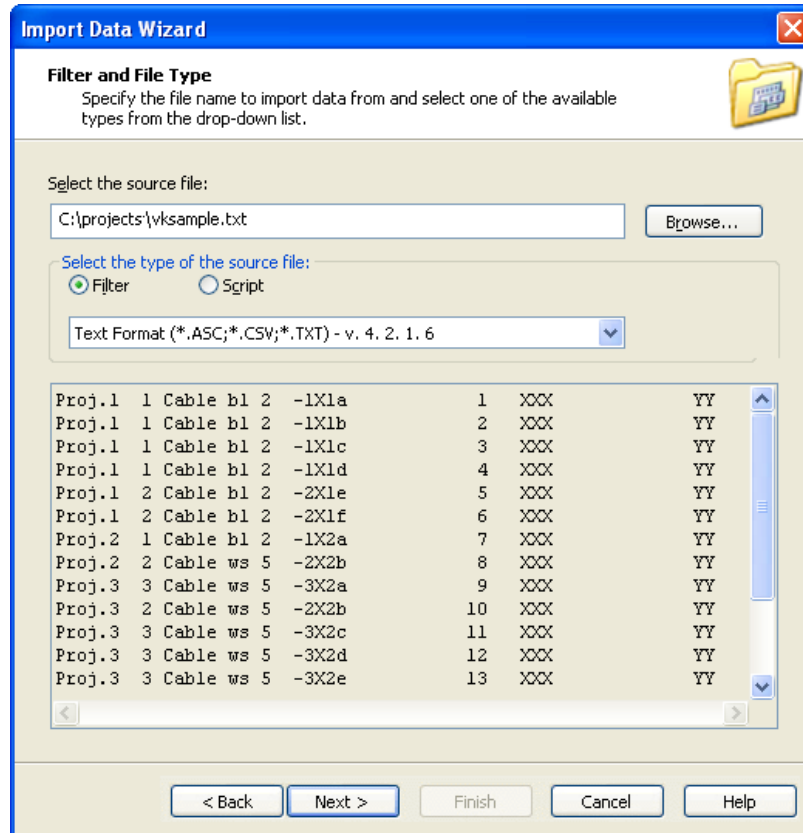 Import Data Wizard
Filter and File Type
Specify the file name to import data from and select one of the available
types from the drop-down list.
Select the source file:
C:\projects\vksample.txt
Browse...
Select the type of the source file:
Filter Script
Text Format (*.ASC;*.CSV;*.TXT) - v. 4. 2. 1. 6
Proj.1 1 Cable bl 2 -1X1a 1 XXX YY
Proj.1 1 Cable bl 2 -1X1b 2 XXX YY
Proj.1 1 Cable bl 2 -1X1c 3 XXX YY
Proj.1 1 Cable bl 2 -1X1d 4 XXX YY
Proj.1 2 Cable bl 2 -2X1e 5 XXX YY
Proj.1 2 Cable bl 2 -2X1f 6 XXX YY
Proj.2 1 Cable bl 2 -1X2a 7 XXX YY
Proj.2 2 Cable ws 5 -2X2b 8 XXX YY
Proj.3 3 Cable ws 5 -3X2a 9 XXX YY
Proj.3 2 Cable ws 5 -2X2b 10 XXX YY
Proj.3 3 Cable ws 5 -3X2c 11 XXX YY
Proj.3 3 Cable ws 5 -3X2d 12 XXX YY
Proj.3 3 Cable ws 5 -3X2e 13 XXX YY
< Back Next > Finish Cancel Help